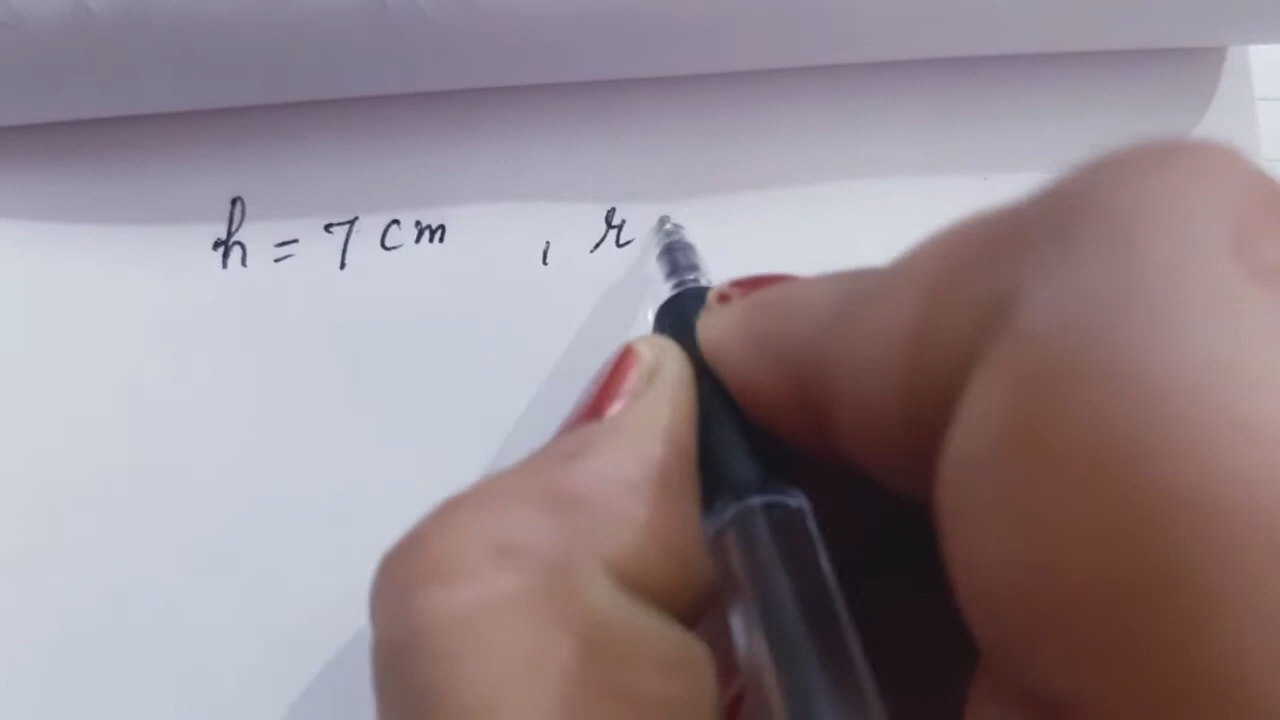 h = 7 cm , r